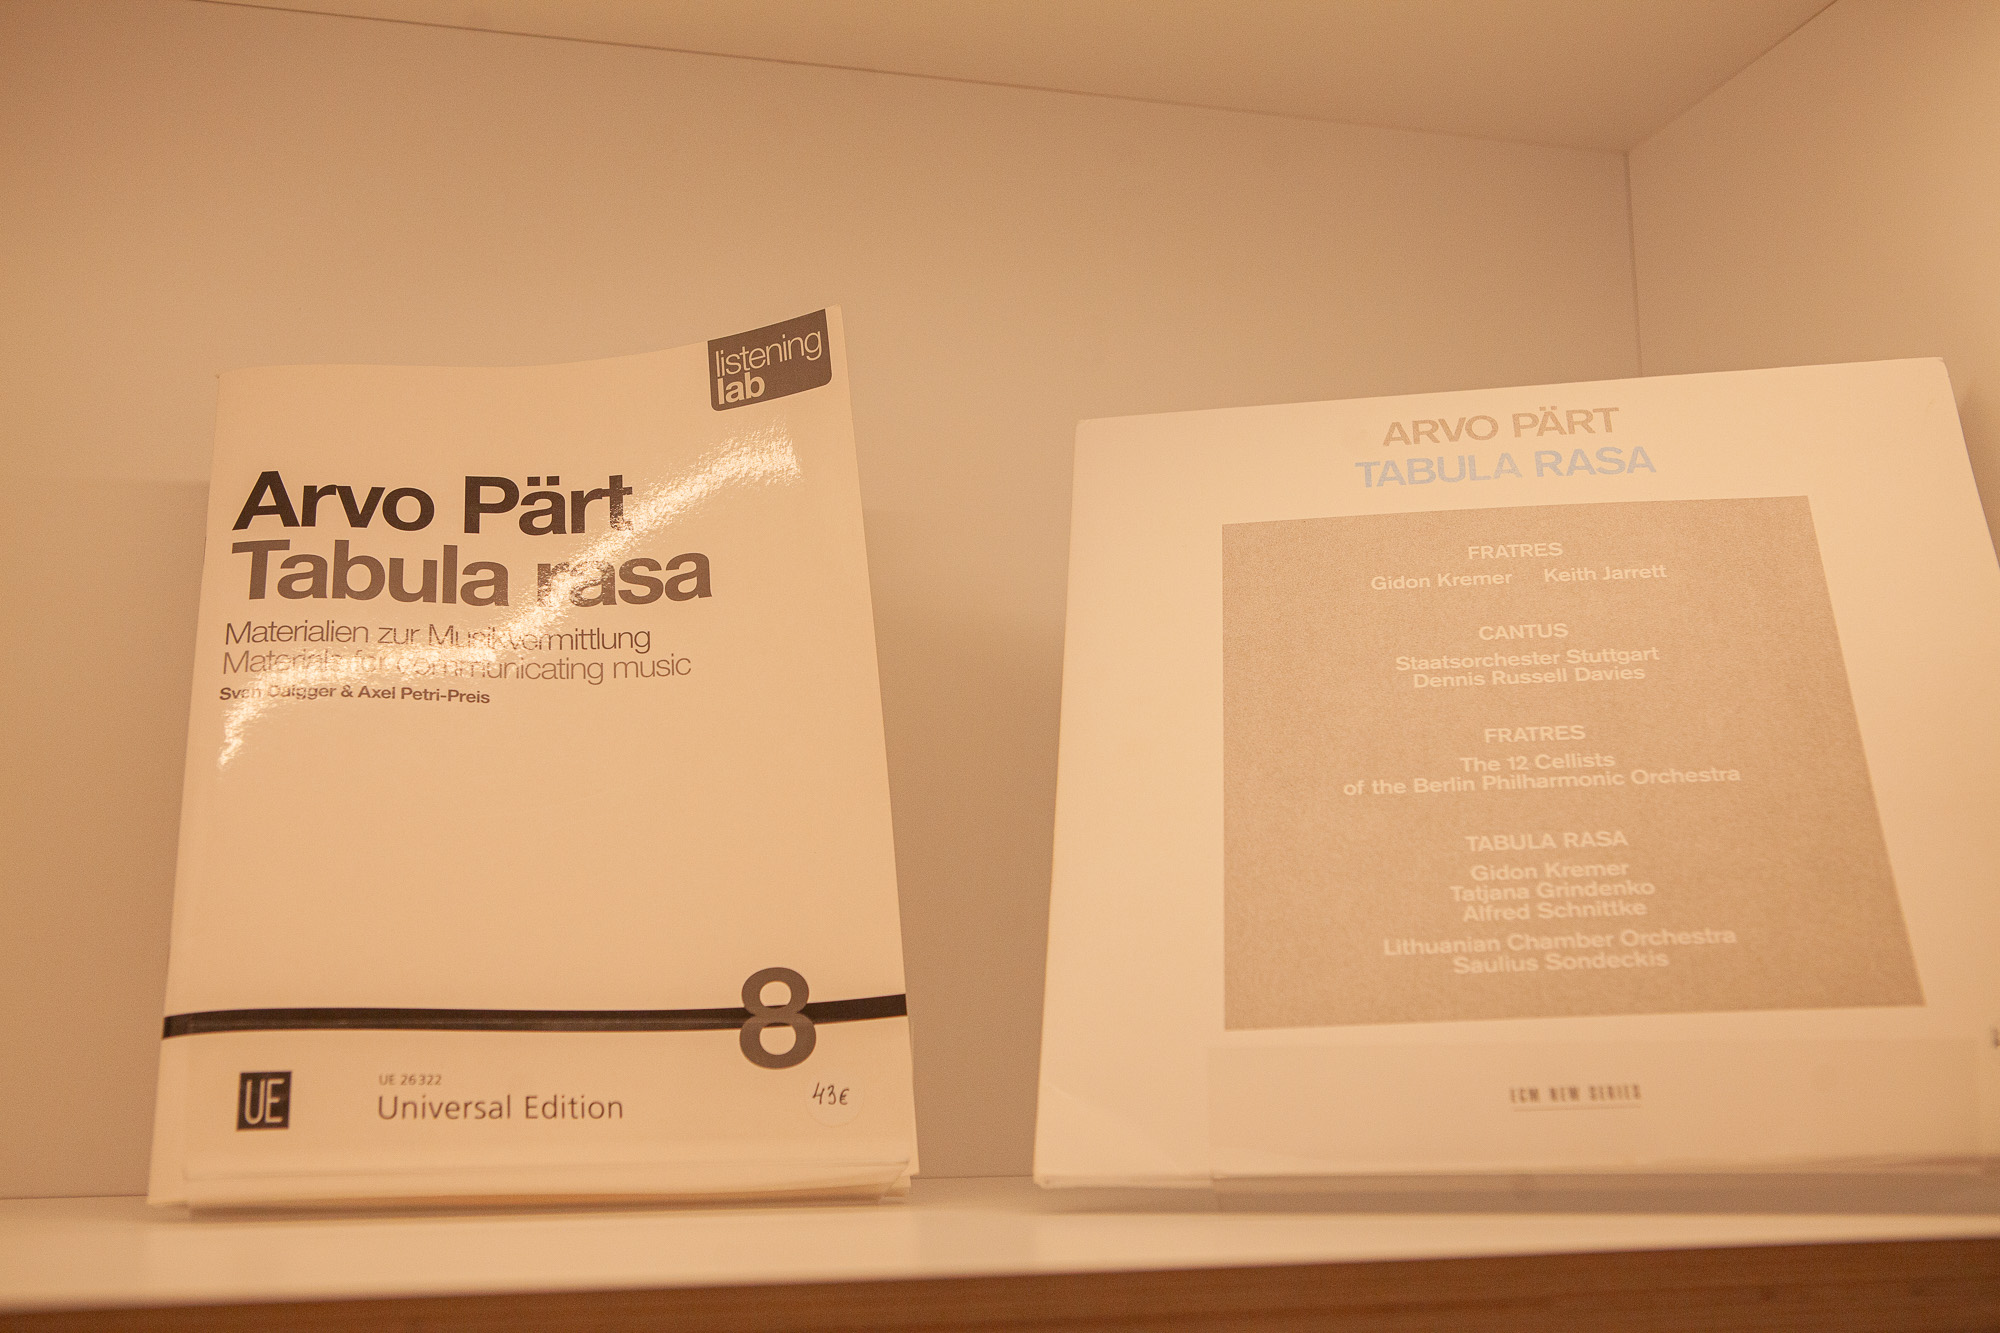 listening
lab
Arvo Pärt
Tabula rasa
Materialien zur Musikvermittlung
Materials for communicating music
Sven Daigger & Axel Petri-Preis
8
UE
UE 26322
Universal Edition
43€
ARVO PÄRT
TABULA RASA
FRATRES
Gidon Kremer Keith Jarrett
CANTUS
Staatsorchester Stuttgart
Dennis Russell Davies
FRATRES
The 12 Cellists
of the Berlin Philharmonic Orchestra
TABULA RASA
Gidon Kremer
Tatjana Grindenko
Alfred Schnittke
Lithuanian Chamber Orchestra
Saulius Sondeckis
ECM NEW SERIES